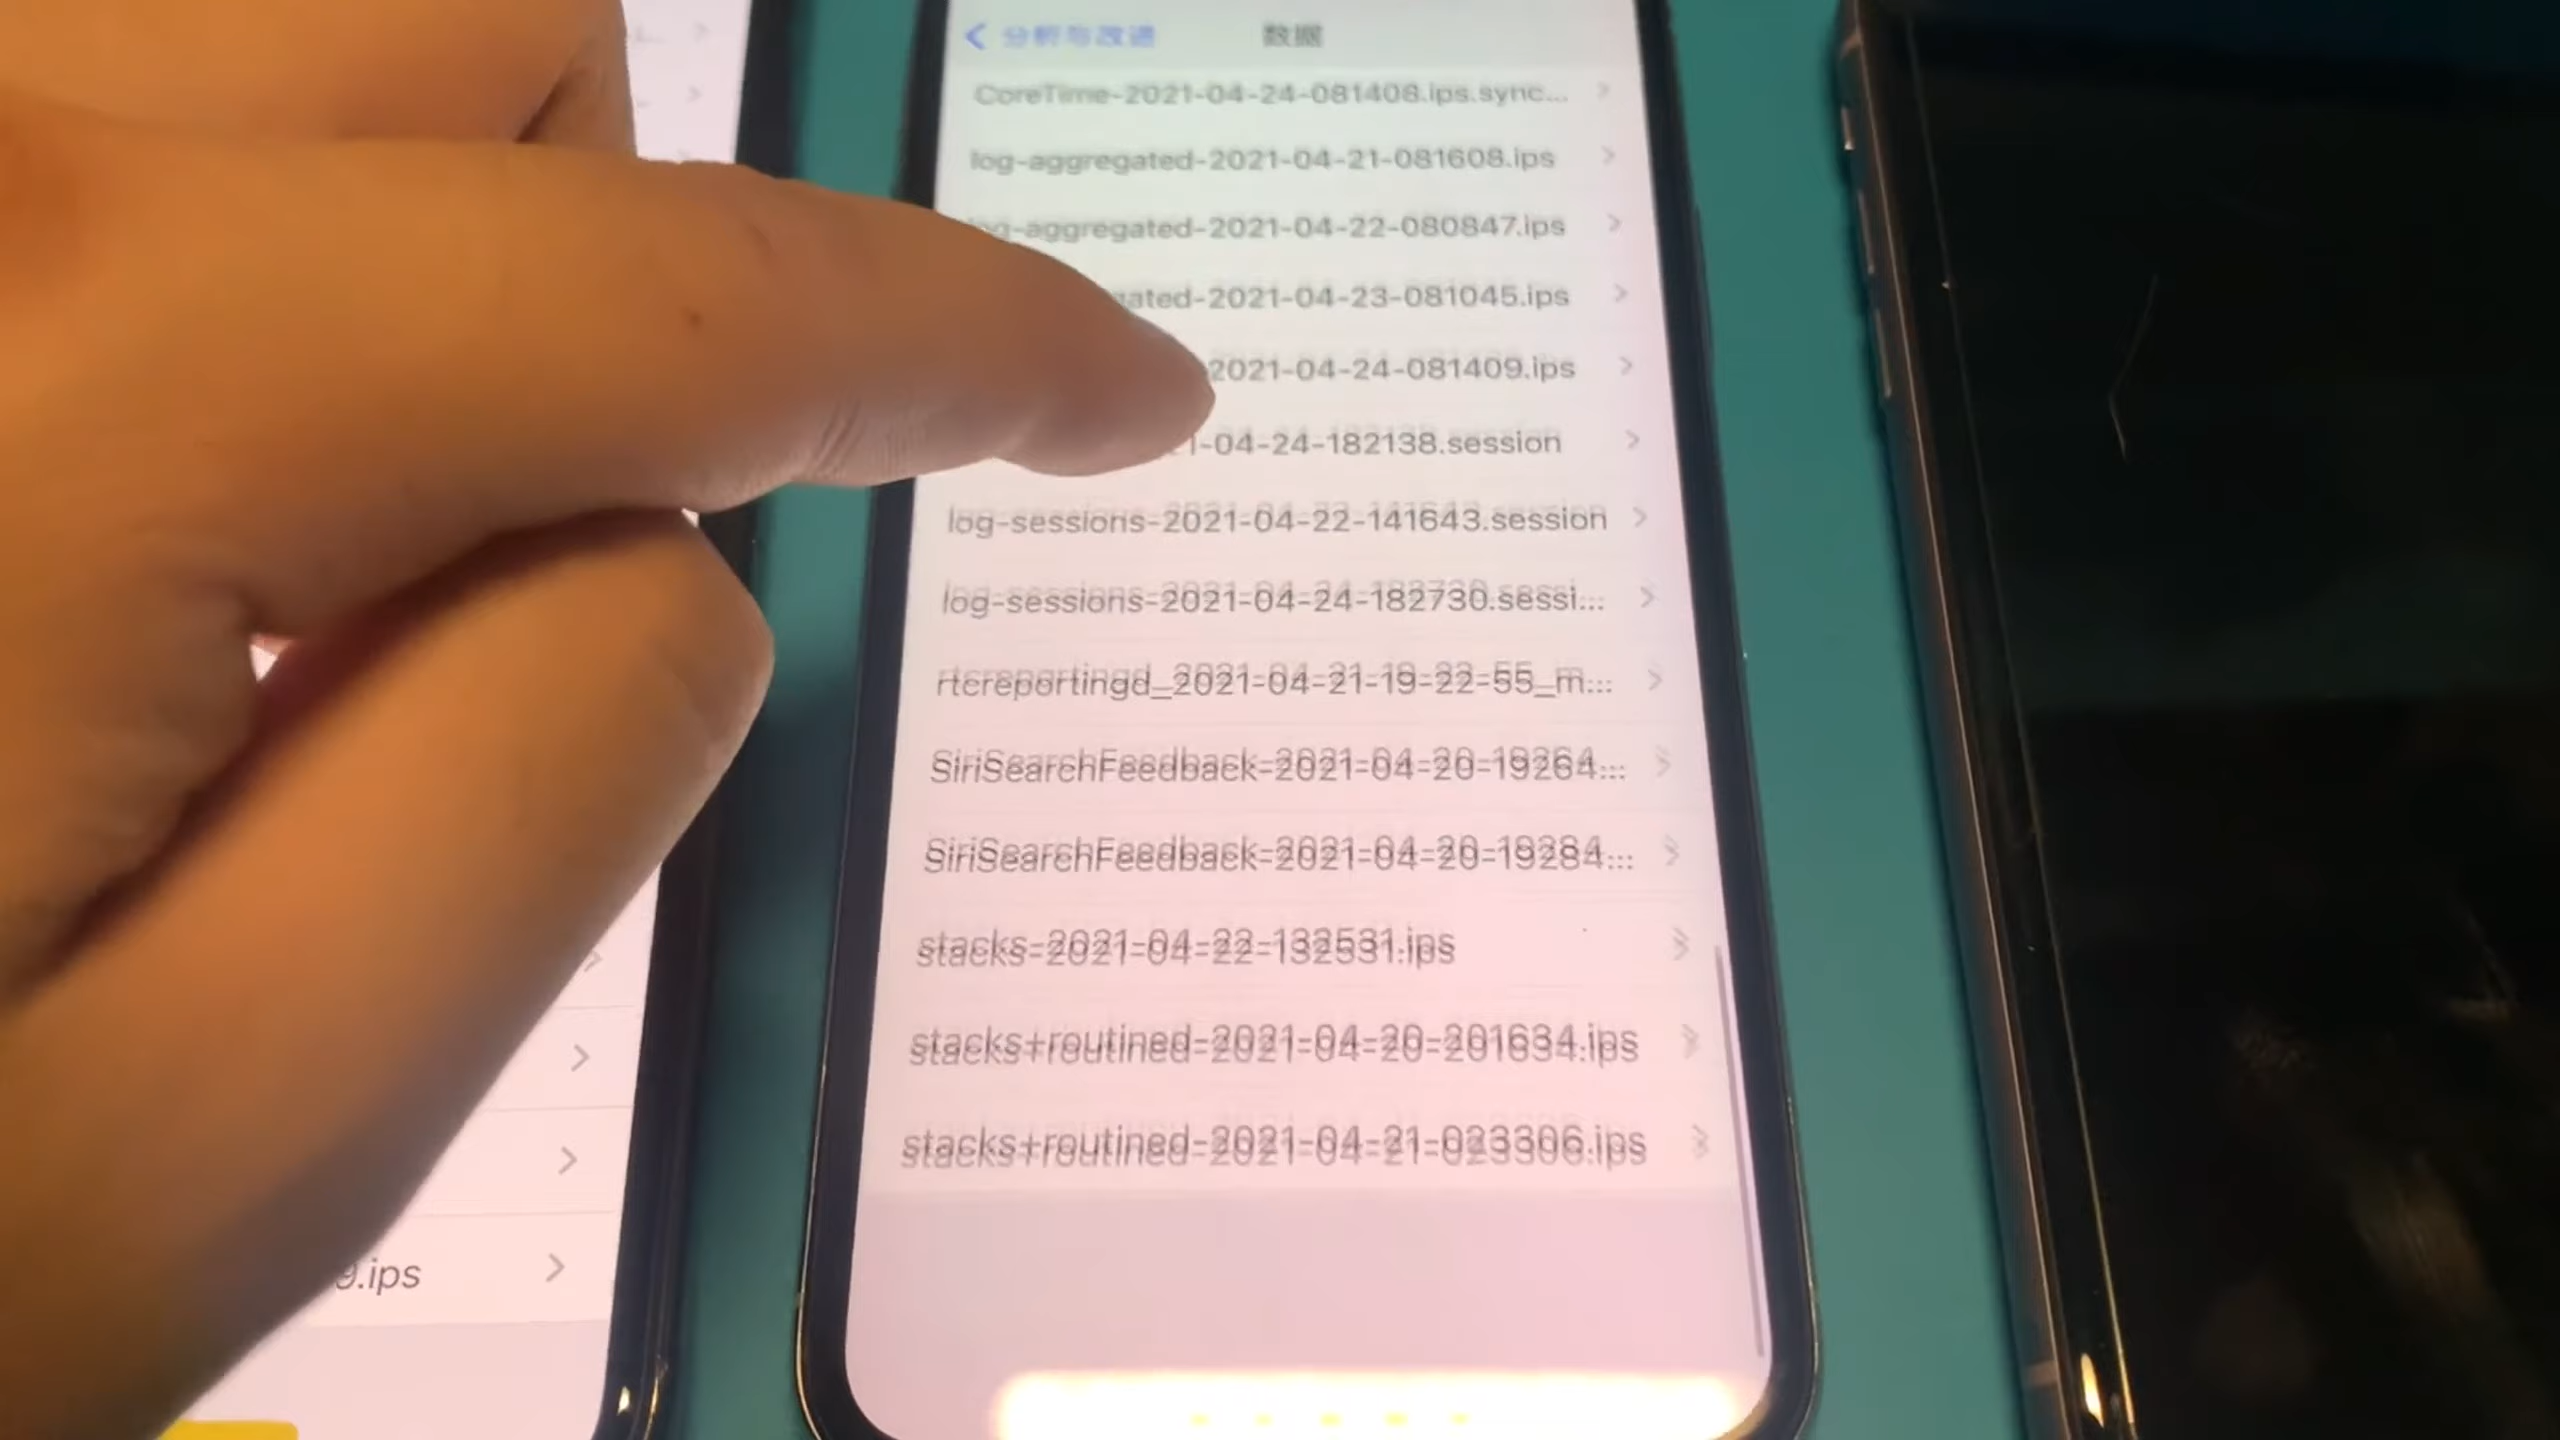 分析与改进
数据
CoreTime-2021-04-24-081408.ips.sync...
log-aggregated-2021-04-21-081608.ips
-aggregated-2021-04-22-080847.ips
ated-2021-04-23-081045.ips
2021-04-24-081409.ips
1-04-24-182138.session
log-sessions-2021-04-22-141643.session
log-sessions-2021-04-24-182730.sessi...
rtcreportingd_2021-04-21-19-22-55_m...
SiriSearchFeedback-2021-04-20-19264...
SiriSearchFeedback-2021-04-20-19284...
stacks-2021-04-22-132531.ips
stacks+routined-2021-04-20-201634.ips
stacks+routined-2021-04-21-023306.ips
9.ips